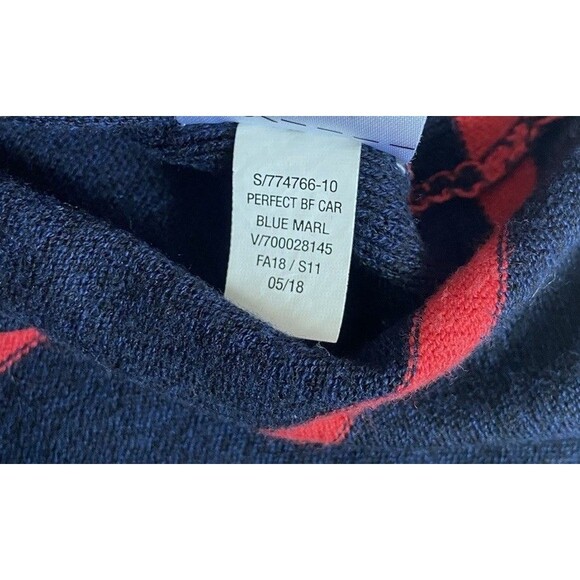 S/774766-10
PERFECT BF CAR
BLUE MARL
V/700028145
FA18 / S11
05/18